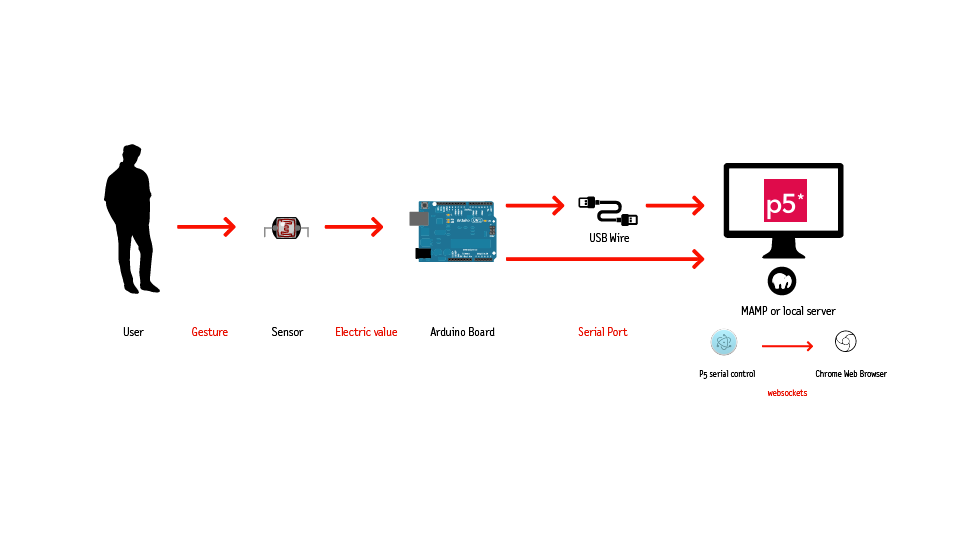 p5*
USB Wire
MAMP or local server
User
Gesture
Sensor
Electric value
Arduino Board
Serial Port
P5 serial control
Chrome Web Browser
websockets